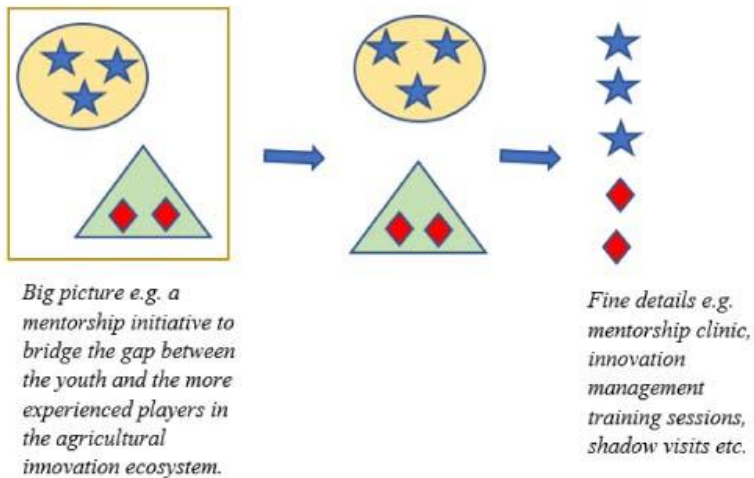 Big picture e.g. a
mentorship initiative to
bridge the gap between
the youth and the more
experienced players in
the agricultural
innovation ecosystem.
Fine details e.g.
mentorship clinic,
innovation
management
training sessions,
shadow visits etc.